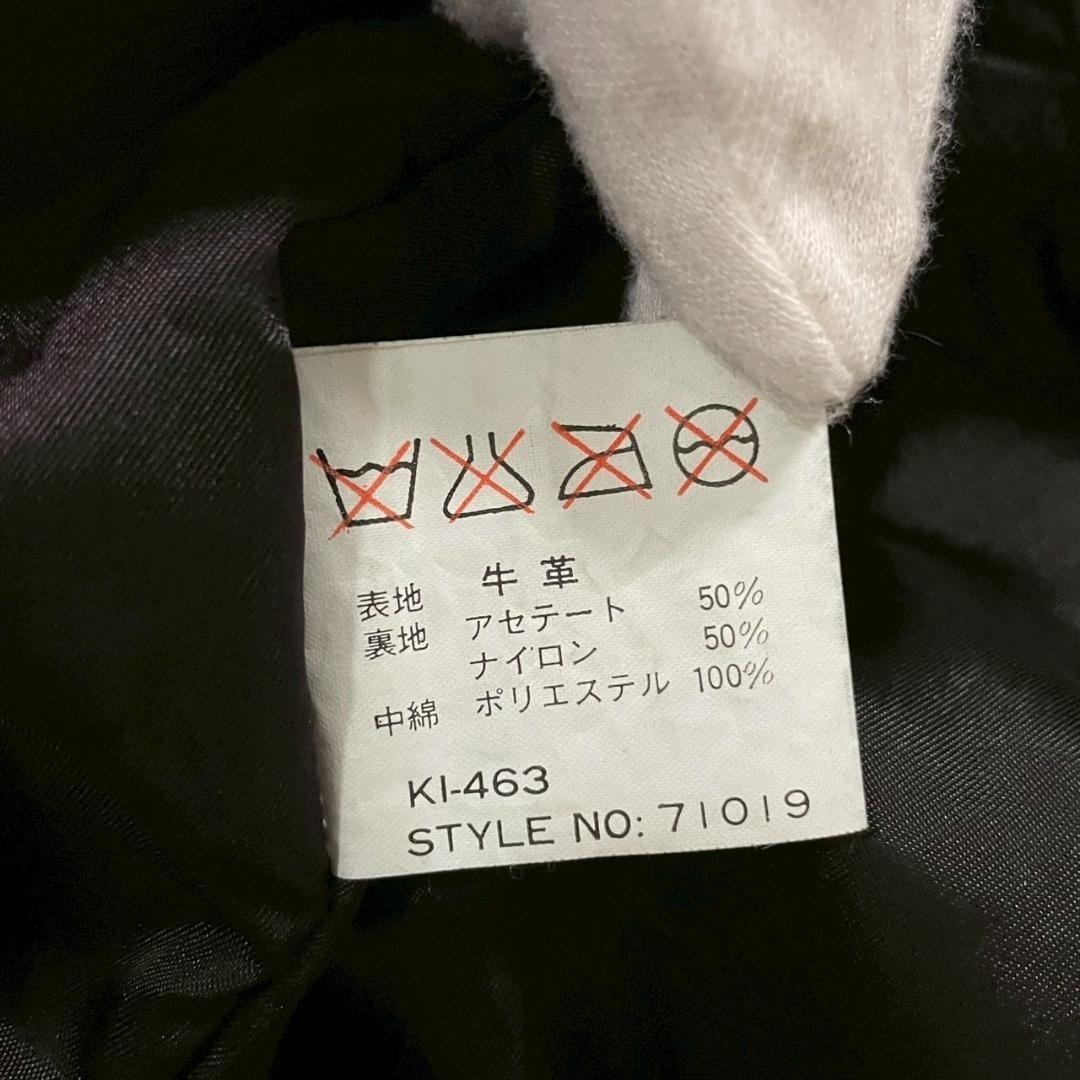 表地 牛革
裏地 アセテート 50%
ナイロン 50%
中綿 ポリエステル 100%
KI-463
STYLE NO: 71019